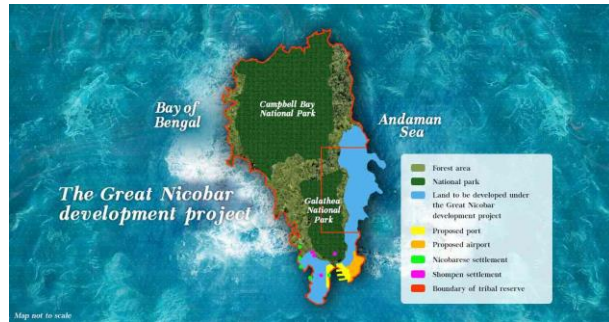 Campbell Bay
National Park
Bay of
Bengal
Andaman
Sea
The Great Nicobar
development project
Galathea
National
Park
Forest area
National park
Land to be developed under
the Great Nicobar
development project
Proposed port
Proposed airport
Nicobarese settlement
Shompen settlement
Boundary of tribal reserve
Map not to scale